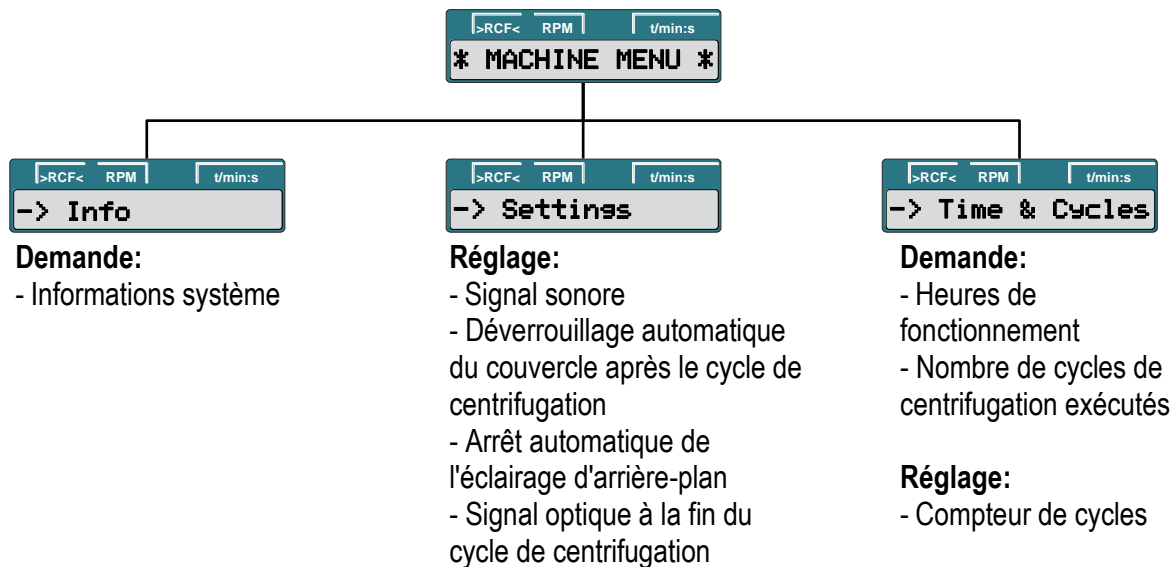 >RCF< RPM t/min:s
* MACHINE MENU *
>RCF< RPM t/min:s
-> Info
Demande:
- Informations système
>RCF< RPM t/min:s
-> Settings
Réglage:
- Signal sonore
- Déverrouillage automatique
du couvercle après le cycle de
centrifugation
- Arrêt automatique de
l'éclairage d'arrière-plan
- Signal optique à la fin du
cycle de centrifugation
>RCF< RPM t/min:s
-> Time & Cycles
Demande:
- Heures de
fonctionnement
- Nombre de cycles de
centrifugation exécutés
Réglage:
- Compteur de cycles